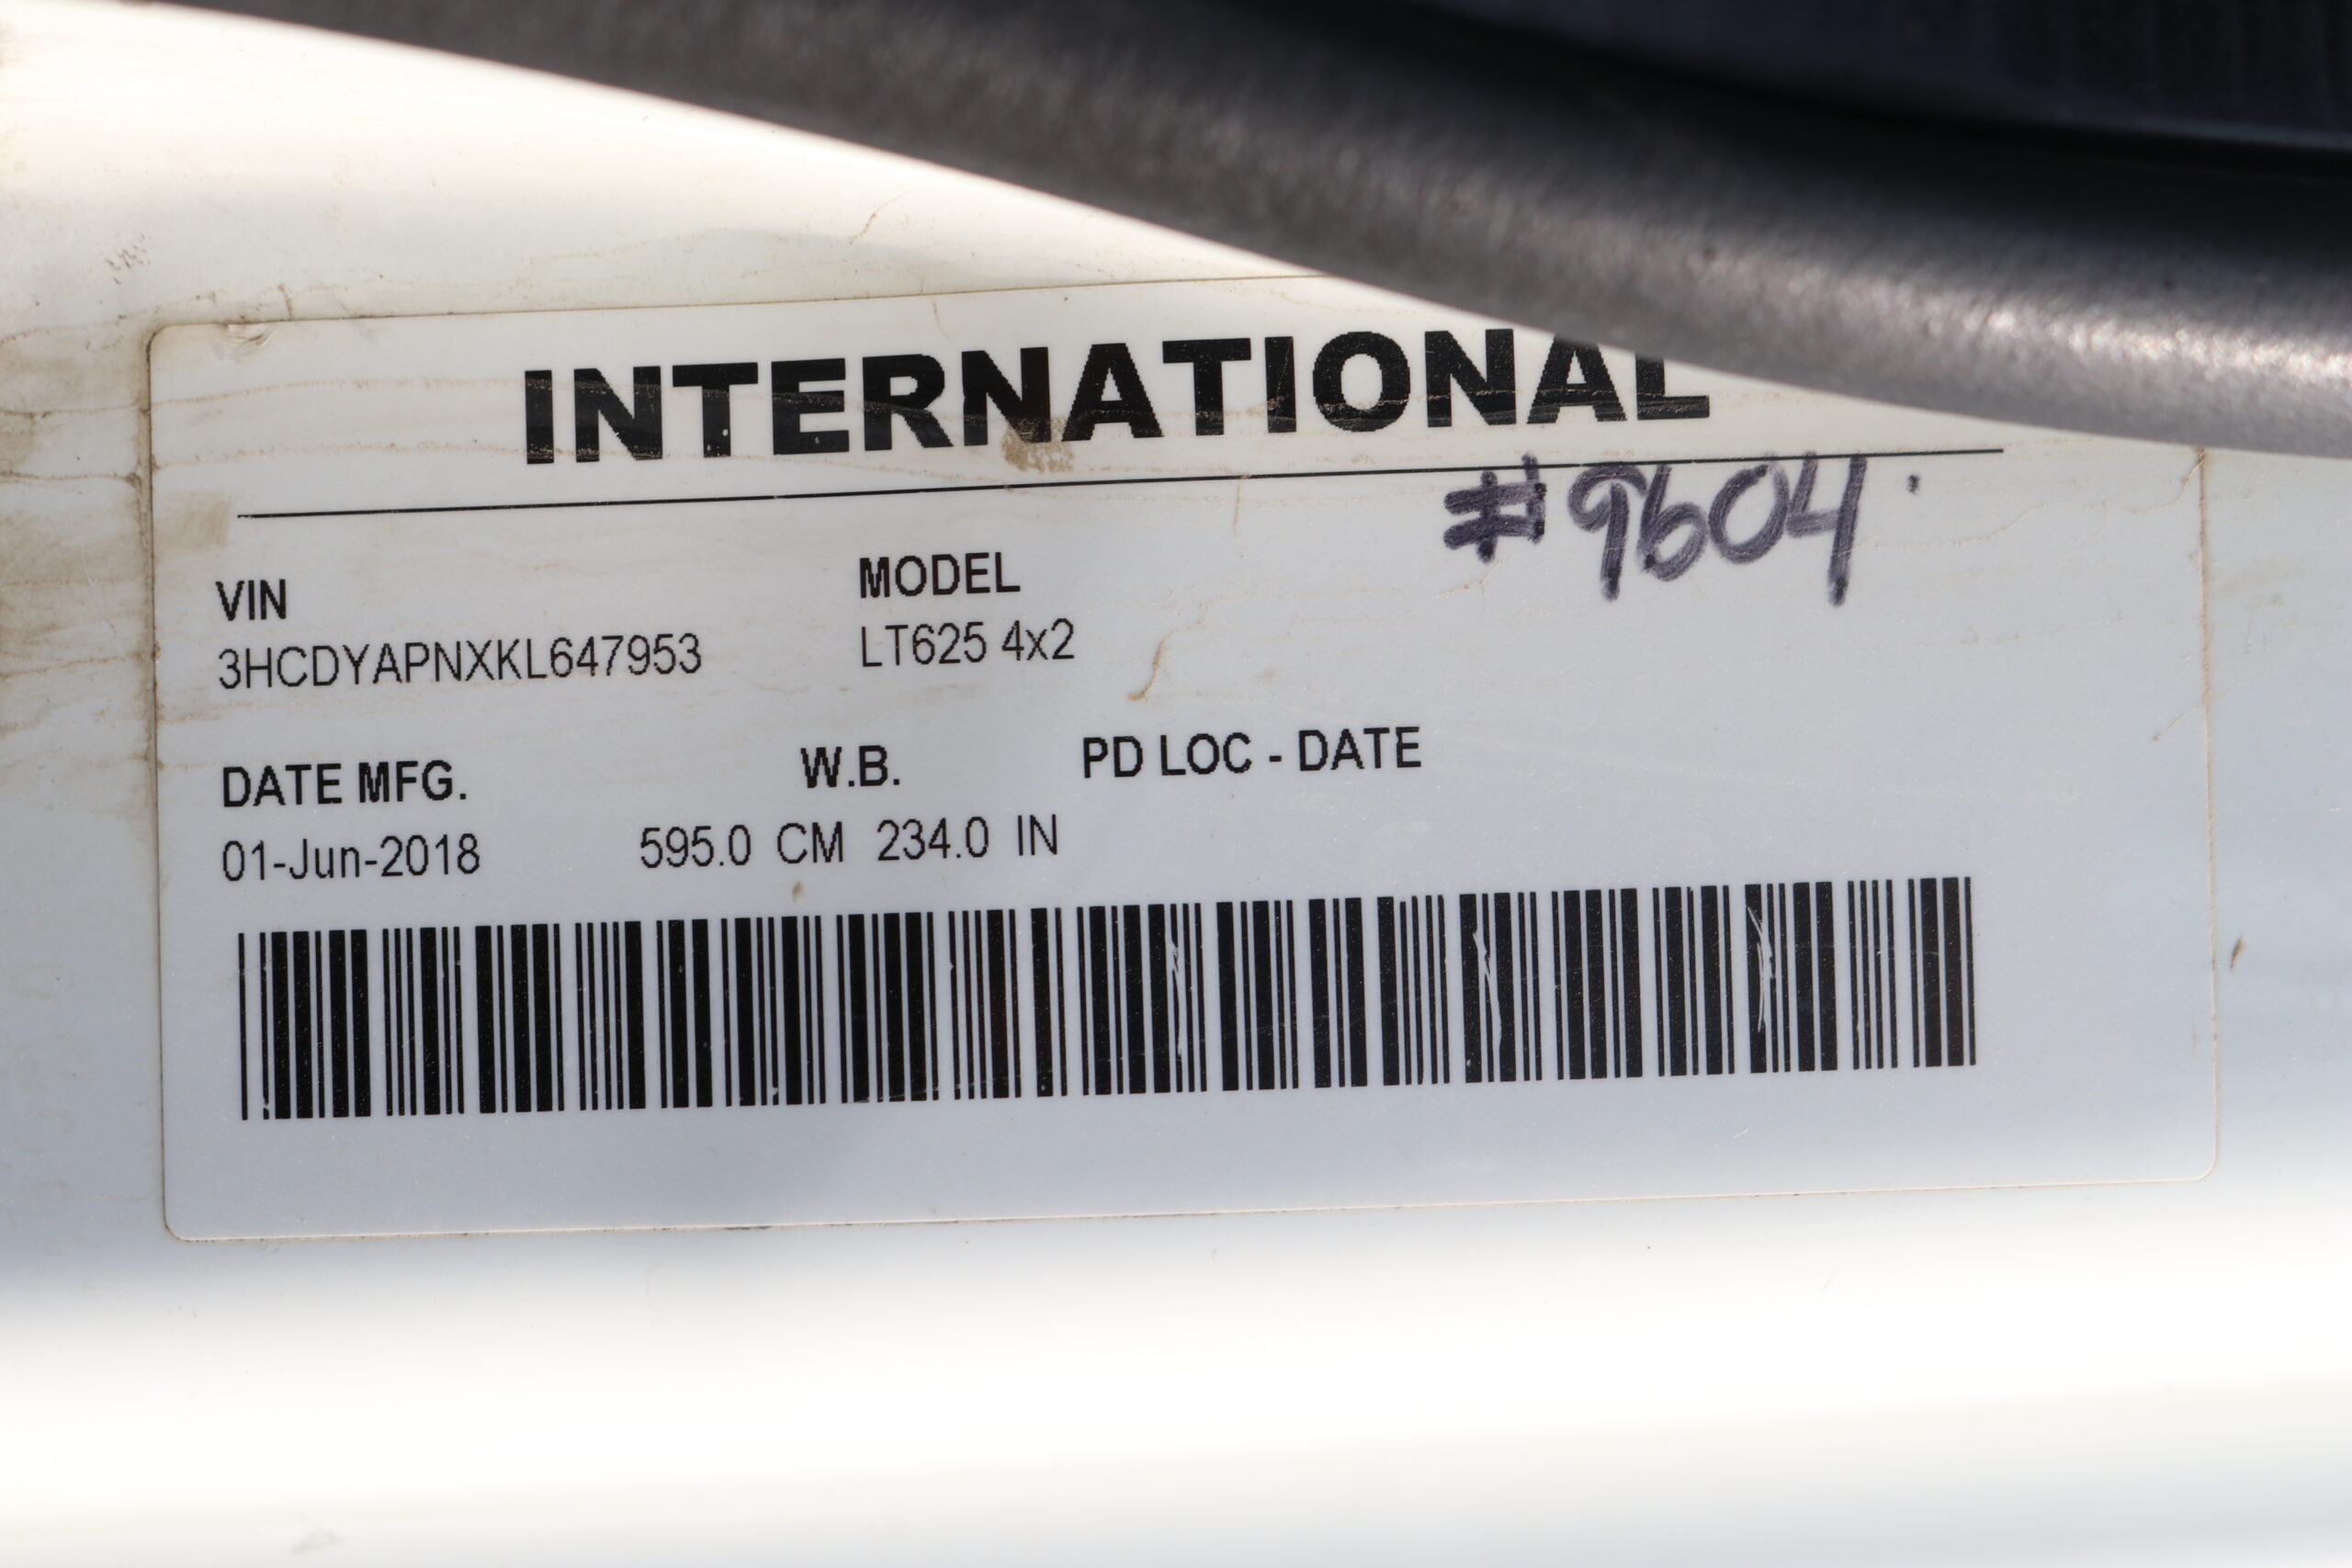 INTERNATIONAL
#9604
VIN MODEL
3HCDYAPNXKL647953 LT625 4x2
DATE MFG. W.B. PD LOC - DATE
01-Jun-2018 595.0 CM 234.0 IN